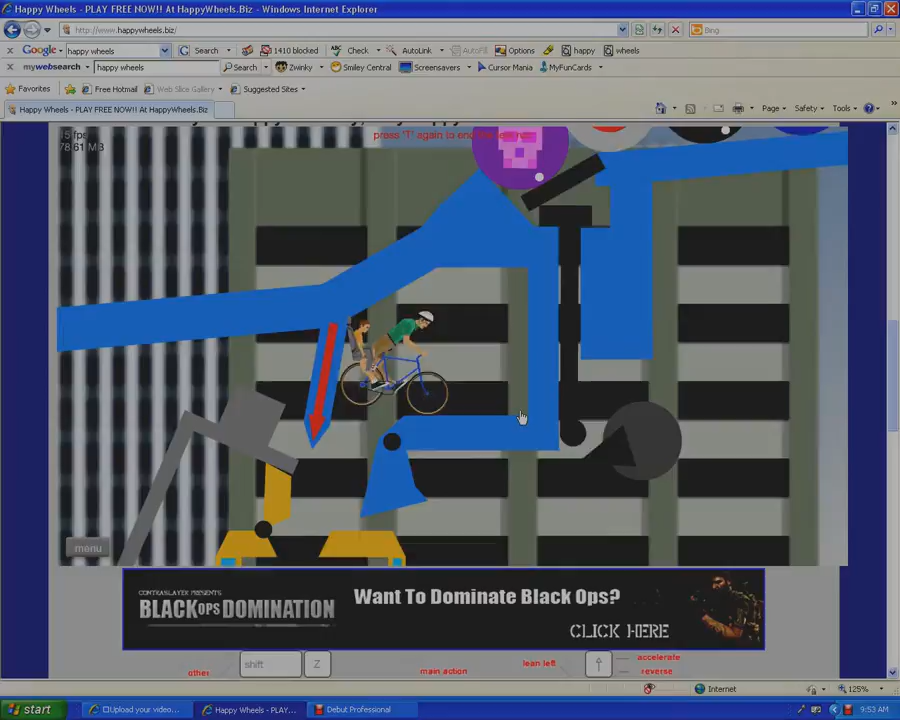 Happy Wheels - PLAY FREE NOW!! At HappyWheels.Biz - Windows Internet Explorer
http://www.happywheels.biz/
Bing
Google
happy wheels
Search
1410 blocked
Check
AutoLink
AutoFill
Options
happy
wheels
mywebsearch
happy wheels
Search
Zwinky
Smiley Central
Screensavers
Cursor Mania
MyFunCards
Favorites
Free Hotmail
Web Slice Gallery
Suggested Sites
Happy Wheels - PLAY FREE NOW!! At HappyWheels.Biz
Page
Safety
Tools
menu
CONTRASLAYER PRESENTS:
BLACK OPS DOMINATION
Want To Dominate Black Ops?
CLICK HERE
other
shift
Z
main action
lean left
accelerate
reverse
Internet
125%
start
Upload your video...
Happy Wheels - PLAY...
Debut Professional
9:53 AM